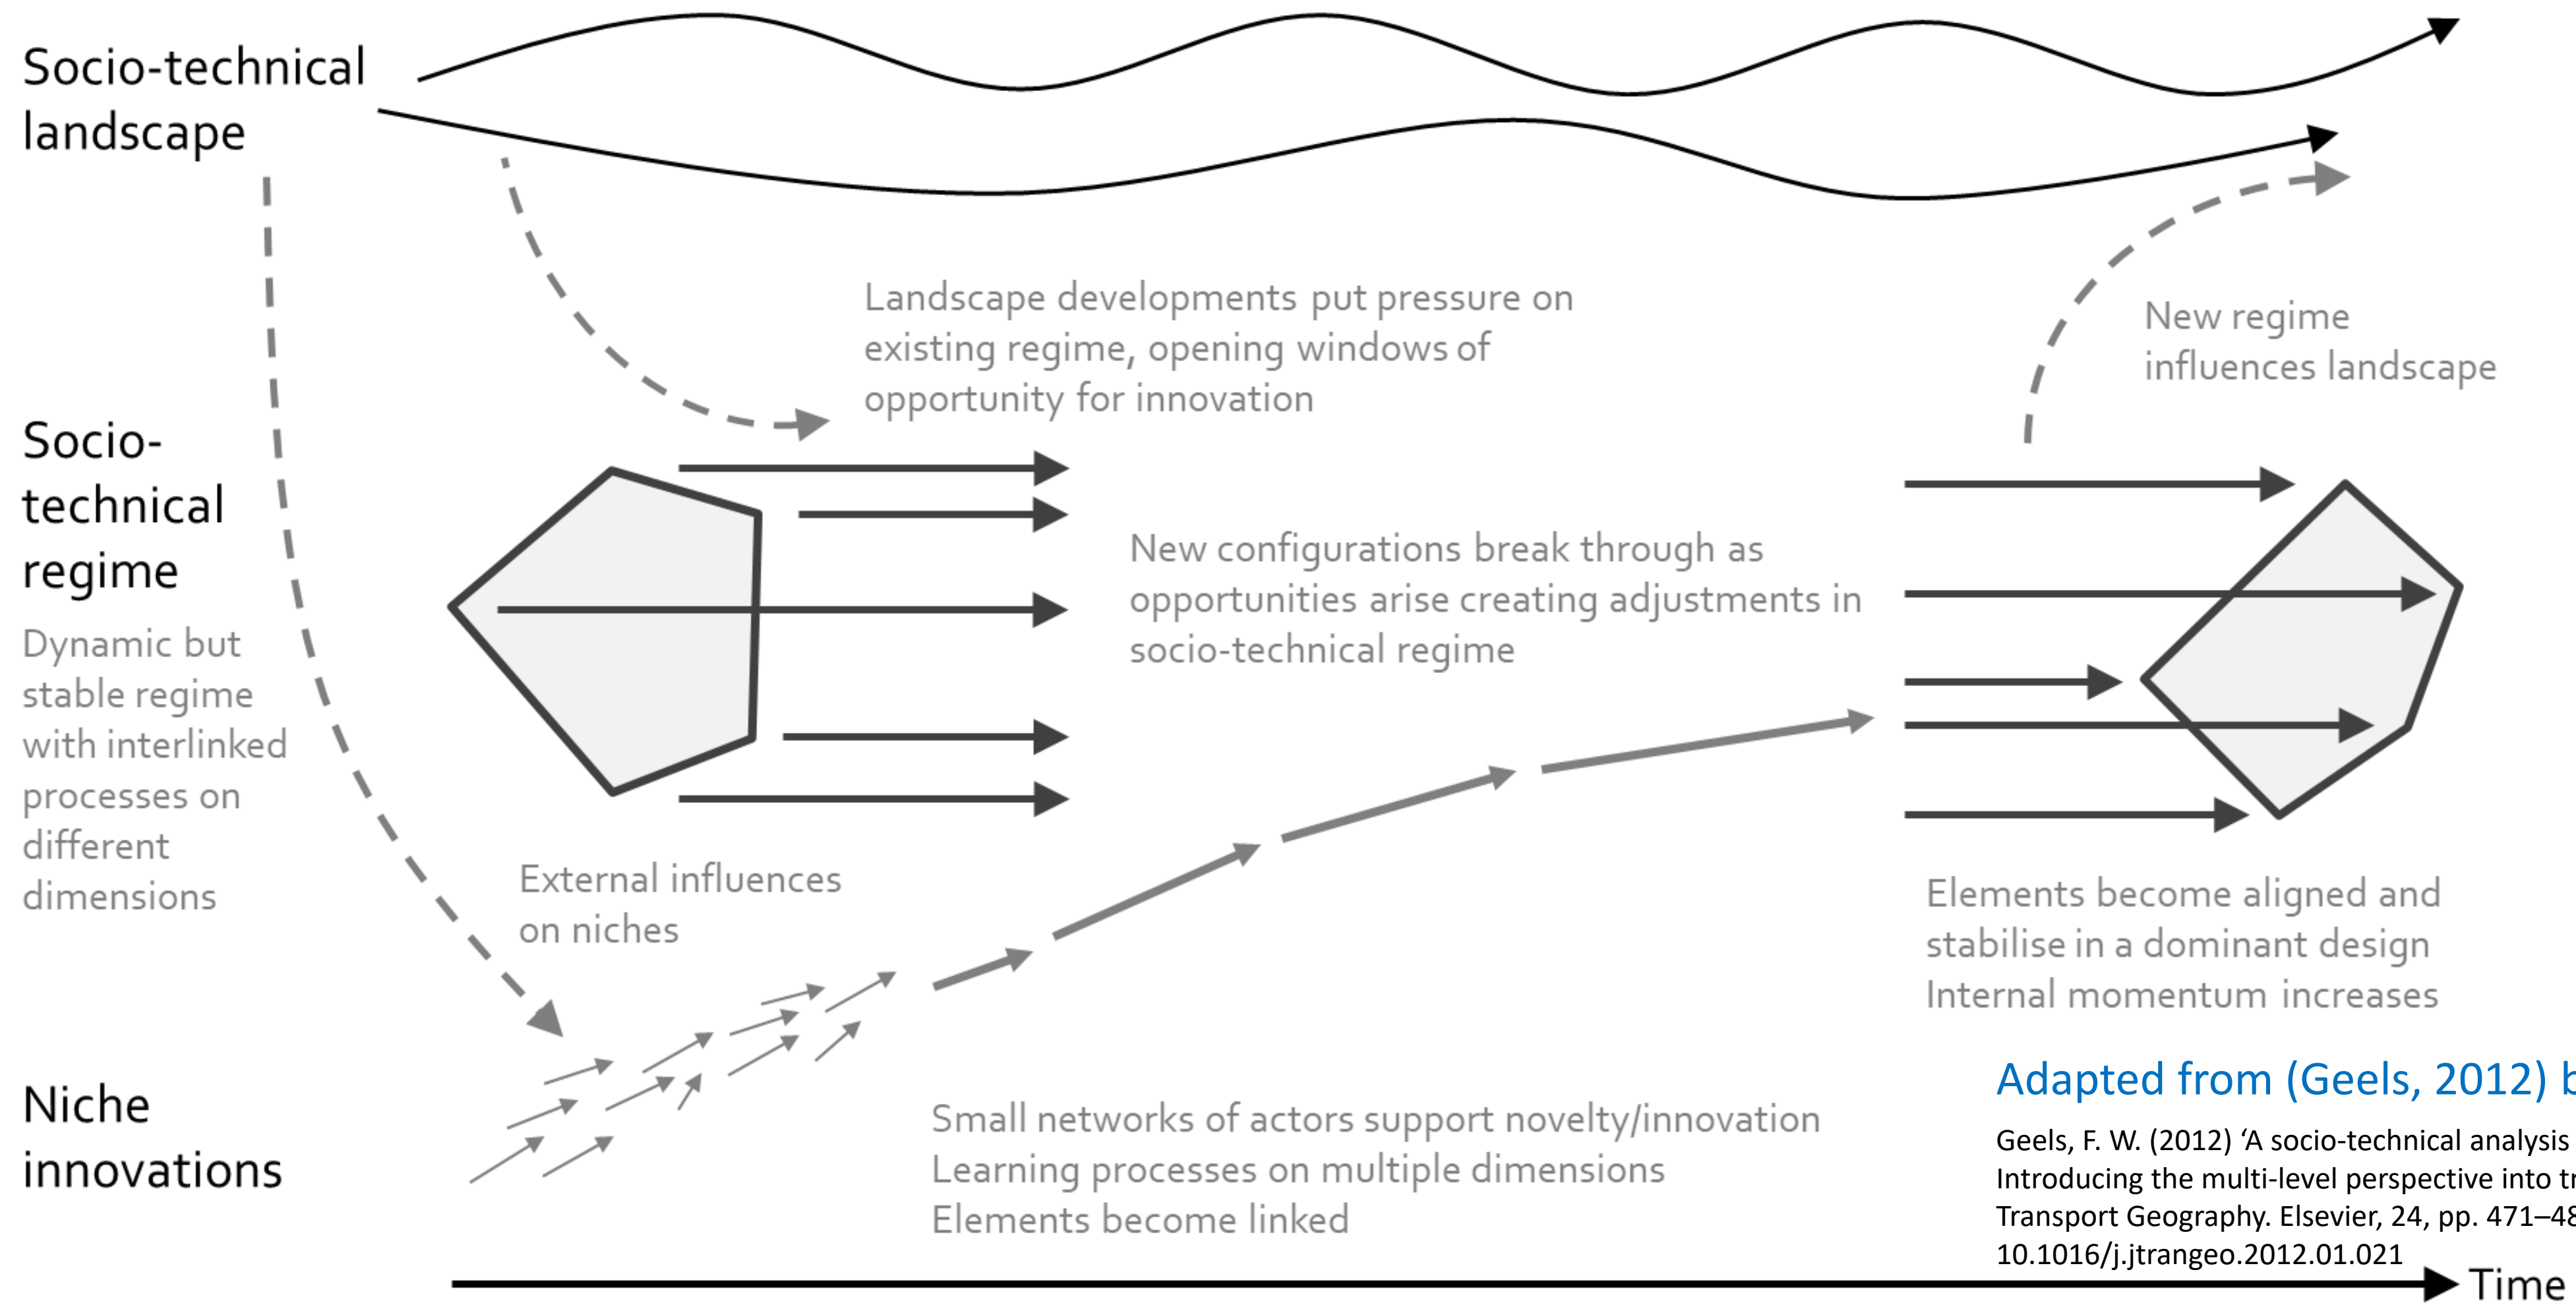 Socio-technical
landscape
Landscape developments put pressure on
existing regime, opening windows of
opportunity for innovation
New regime
influences landscape
Socio-
technical
regime
Dynamic but
stable regime
with interlinked
processes on
different
dimensions
New configurations break through as
opportunities arise creating adjustments in
socio-technical regime
External influences
on niches
Elements become aligned and
stabilise in a dominant design
Internal momentum increases
Niche
innovations
Small networks of actors support novelty/innovation
Learning processes on multiple dimensions
Elements become linked
Adapted from (Geels, 2012)
Geels, F. W. (2012) ‘A socio-technical analysis
Introducing the multi-level perspective into
Transport Geography. Elsevier, 24, pp.
10.1016/j.jtrangeo.2012.01.021
Time